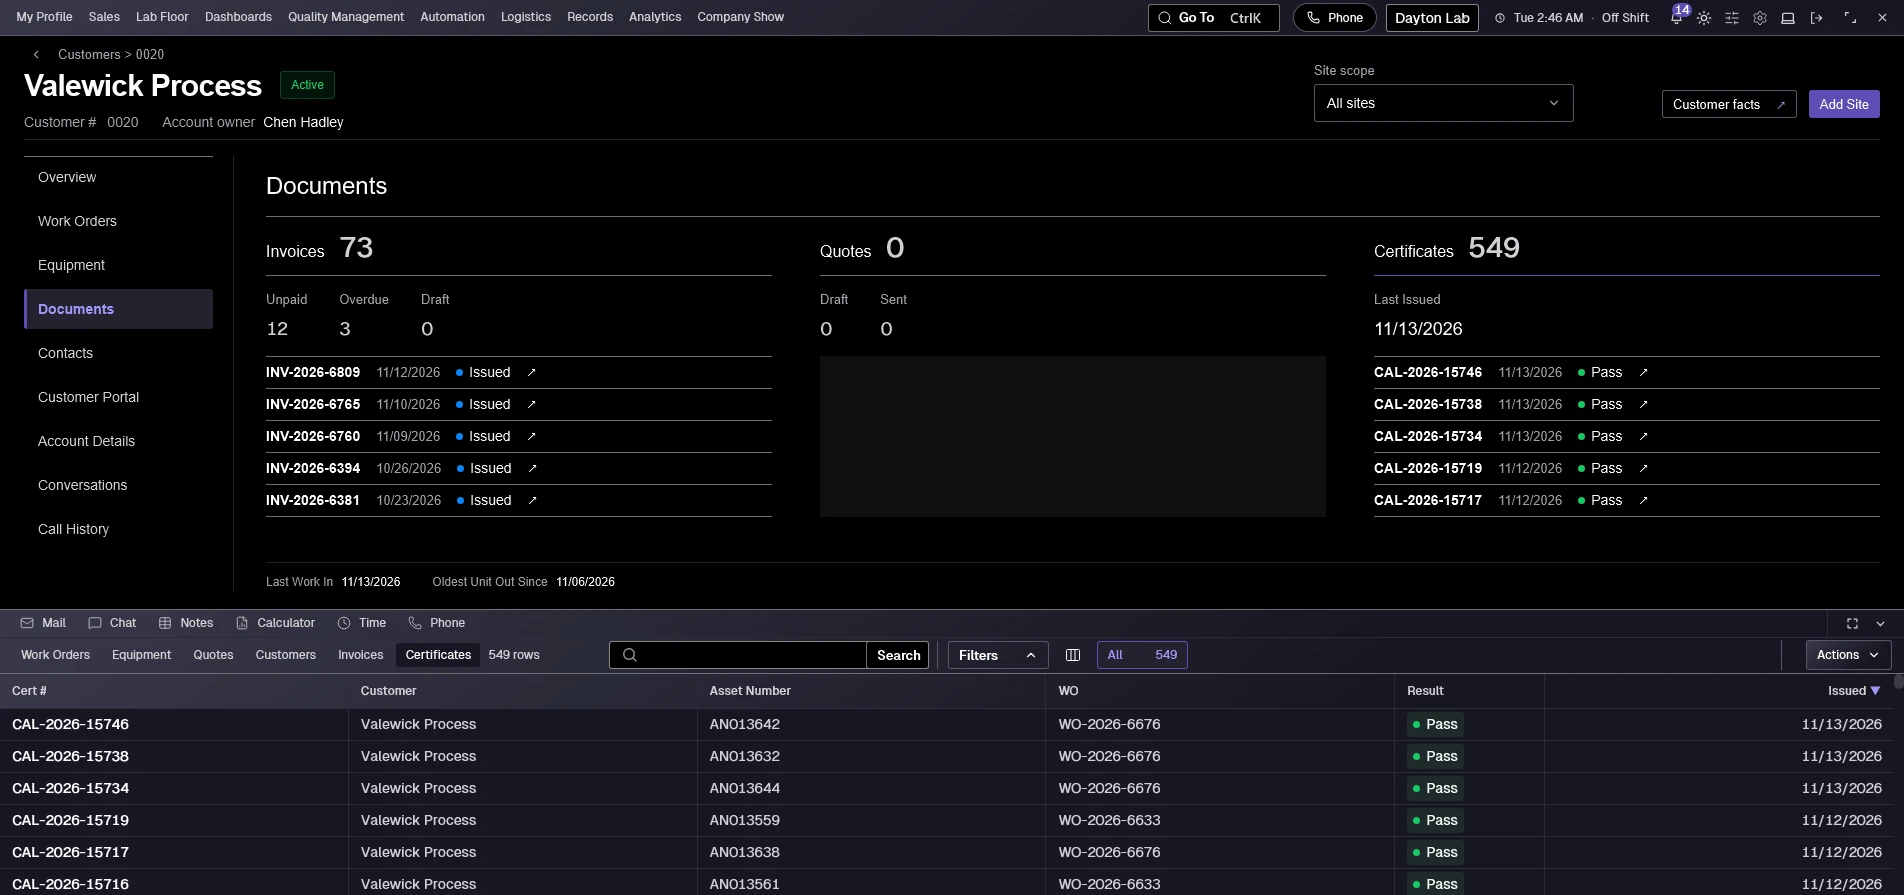 My Profile Sales Lab Floor Dashboards Quality Management Automation Logistics Records Analytics Company Show Go To CtrlK Phone Dayton Lab Tue 2:46 AM · Off Shift 14
Customers > 0020
Valewick Process Active
Customer # 0020 Account owner Chen Hadley
Site scope
All sites
Customer facts Add Site
Overview
Work Orders
Equipment
Documents
Contacts
Customer Portal
Account Details
Conversations
Call History
Documents
Invoices 73
Unpaid Overdue Draft
12 3 0
INV-2026-6809 11/12/2026 Issued
INV-2026-6765 11/10/2026 Issued
INV-2026-6760 11/09/2026 Issued
INV-2026-6394 10/26/2026 Issued
INV-2026-6381 10/23/2026 Issued
Quotes 0
Draft Sent
0 0
Certificates 549
Last Issued
11/13/2026
CAL-2026-15746 11/13/2026 Pass
CAL-2026-15738 11/13/2026 Pass
CAL-2026-15734 11/13/2026 Pass
CAL-2026-15719 11/12/2026 Pass
CAL-2026-15717 11/12/2026 Pass
Last Work In 11/13/2026 Oldest Unit Out Since 11/06/2026
Mail Chat Notes Calculator Time Phone
Work Orders Equipment Quotes Customers Invoices Certificates 549 rows Search Filters All 549 Actions
Cert # Customer Asset Number WO Result Issued
CAL-2026-15746 Valewick Process AN013642 WO-2026-6676 Pass 11/13/2026
CAL-2026-15738 Valewick Process AN013632 WO-2026-6676 Pass 11/13/2026
CAL-2026-15734 Valewick Process AN013644 WO-2026-6676 Pass 11/13/2026
CAL-2026-15719 Valewick Process AN013559 WO-2026-6633 Pass 11/12/2026
CAL-2026-15717 Valewick Process AN013638 WO-2026-6676 Pass 11/12/2026
CAL-2026-15716 Valewick Process AN013561 WO-2026-6633 Pass 11/12/2026